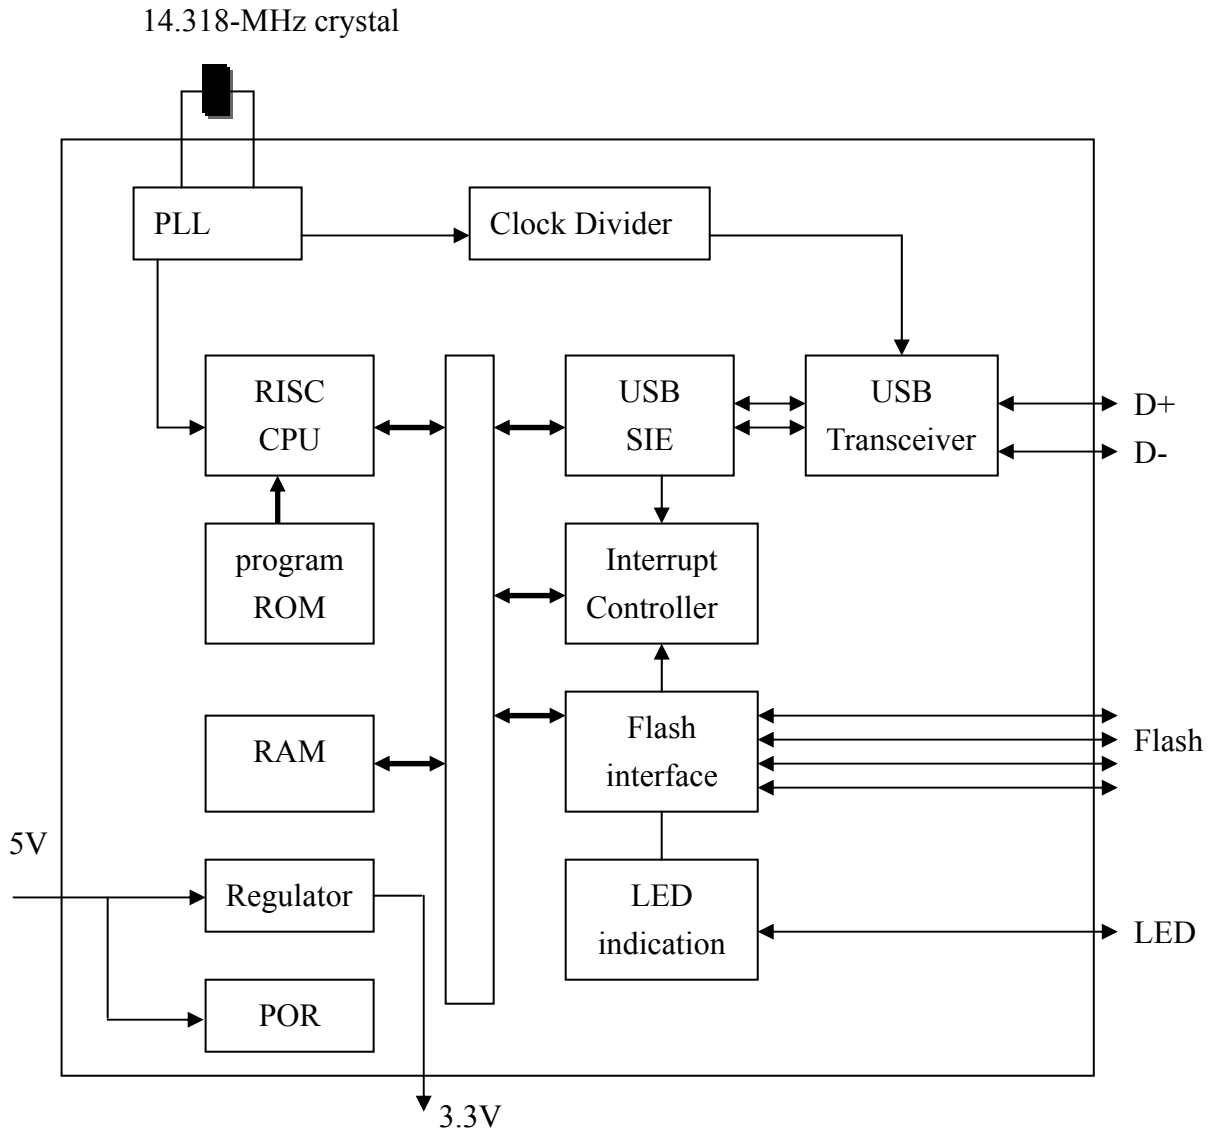 14.318-MHz crystal
PLL
Clock Divider
RISC
CPU
USB
SIE
USB
Transceiver
D+
D-
program
ROM
Interrupt
Controller
RAM
Flash
interface
Flash
5V
Regulator
LED
indication
LED
POR
3.3V